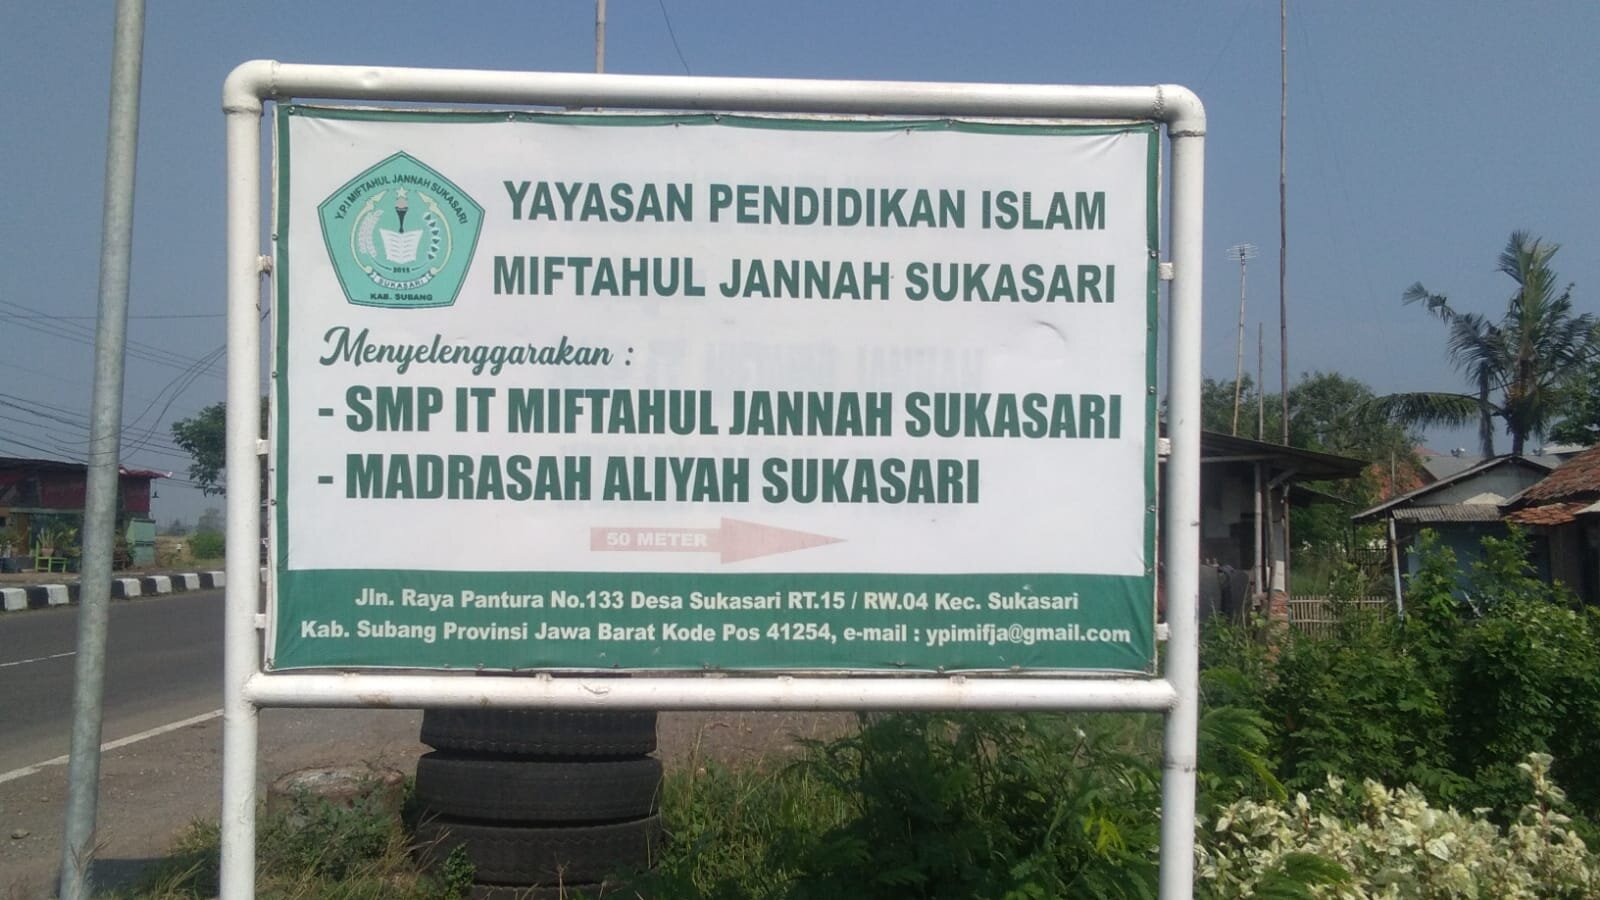 Y.P.I MIFTAHUL JANNAH SUKASARI
2015
SUKASARI
KAB. SUBANG
YAYASAN PENDIDIKAN ISLAM
MIFTAHUL JANNAH SUKASARI
Menyelenggarakan :
- SMP IT MIFTAHUL JANNAH SUKASARI
- MADRASAH ALIYAH SUKASARI
50 METER
Jln. Raya Pantura No.133 Desa Sukasari RT.15 / RW.04 Kec. Sukasari
Kab. Subang Provinsi Jawa Barat Kode Pos 41254, e-mail : ypimifja@gmail.com